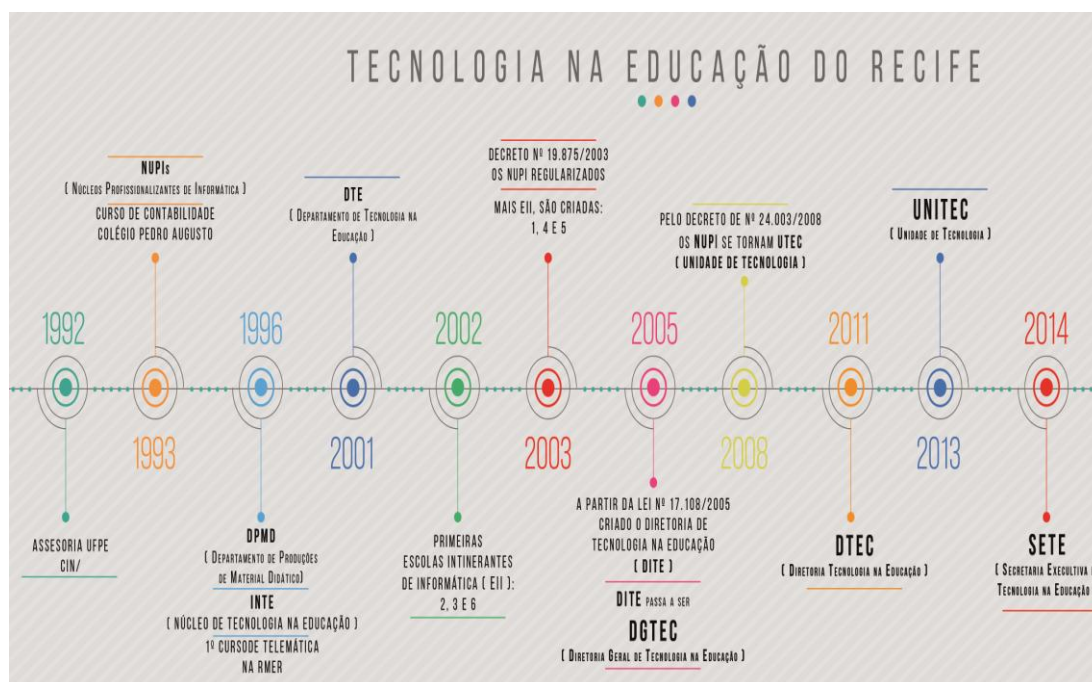 TECNOLOGIA NA EDUCAÇÃO DO RECIFE
1992
ASSESORIA UFPE
CIN/
NUPIs
( NÚCLEOS PROFISSIONALIZANTES DE INFORMÁTICA )
CURSO DE CONTABILIDADE
COLÉGIO PEDRO AUGUSTO
1993
1996
DPMD
( DEPARTAMENTO DE PRODUÇÕES
DE MATERIAL DIDÁTICO)
INTE
( NÚCLEO DE TECNOLOGIA NA EDUCAÇÃO )
1º CURSODE TELEMÁTICA
NA RMER
DTE
( DEPARTAMENTO DE TECNOLOGIA NA
EDUCAÇÃO )
2001
2002
PRIMEIRAS
ESCOLAS INTINERANTES
DE INFORMÁTICA ( EII ):
2, 3 E 6
DECRETO Nº 19.875/2003
OS NUPI REGULARIZADOS
MAIS EII, SÃO CRIADAS:
1, 4 E 5
2003
2005
A PARTIR DA LEI Nº 17.108/2005
CRIADO O DIRETORIA DE
TECNOLOGIA NA EDUCAÇÃO
( DITE )
DITE PASSA A SER
DGTEC
( DIRETORIA GERAL DE TECNOLOGIA NA EDUCAÇÃO )
PELO DECRETO DE Nº 24.003/2008
OS NUPI SE TORNAM UTEC
( UNIDADE DE TECNOLOGIA )
2008
2011
DTEC
( DIRETORIA TECNOLOGIA NA EDUCAÇÃO )
UNITEC
( UNIDADE DE TECNOLOGIA )
2013
2014
SETE
( SECRETARIA EXECUTIVA
TECNOLOGIA NA EDUCAÇÃO